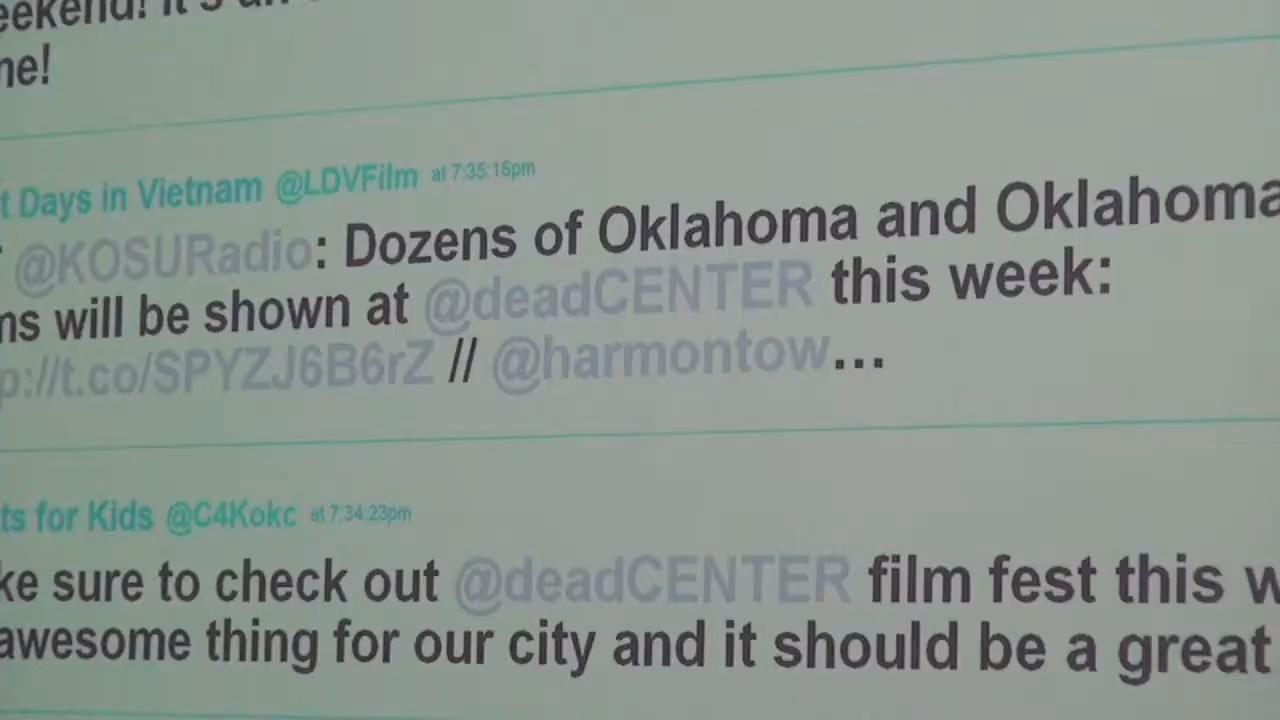 eekend! It's an
me!
t Days in Vietnam @LDVFilm at 7:35:16pm
@KOSURadio: Dozens of Oklahoma and Oklahoma
ms will be shown at @deadCENTER this week:
p://t.co/SPYZJ6B6rZ // @harmontow...
ts for Kids @C4Kokc at 7:34:23pm
ke sure to check out @deadCENTER film fest this w
awesome thing for our city and it should be a great